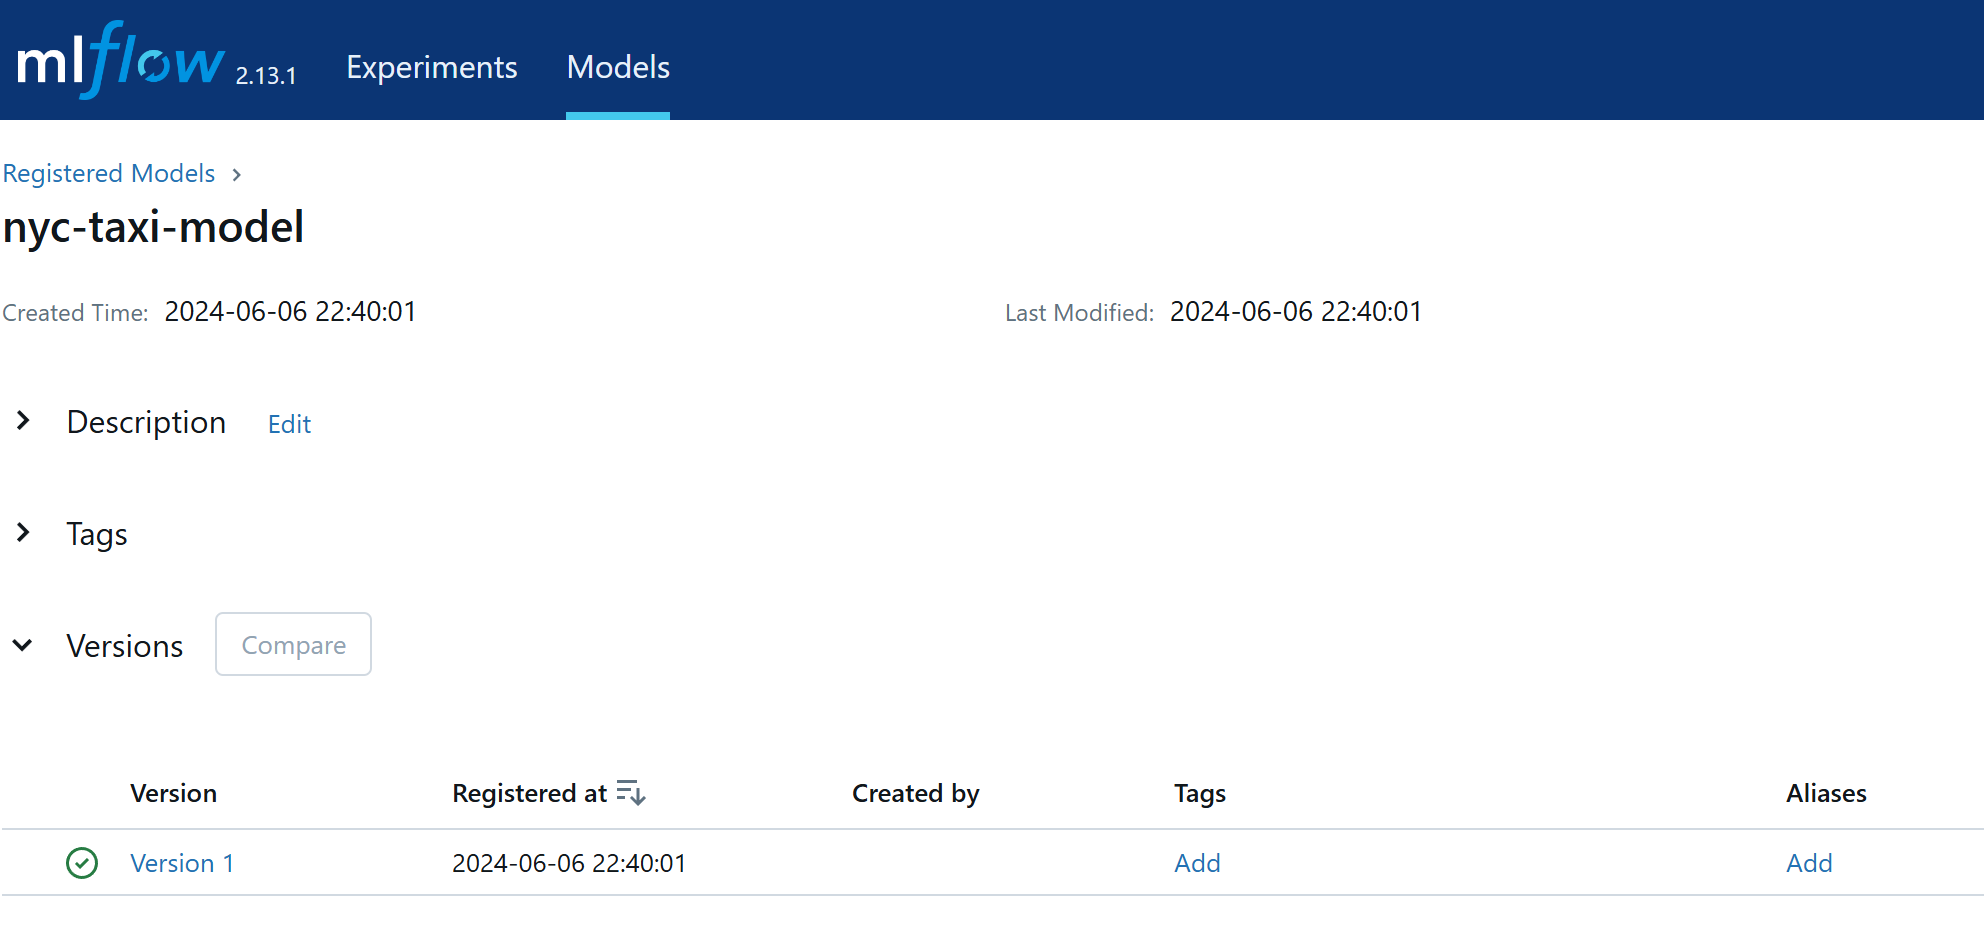 mlflow 2.13.1 Experiments Models
Registered Models
nyc-taxi-model
Created Time: 2024-06-06 22:40:01 Last Modified: 2024-06-06 22:40:01
Description Edit
Tags
Versions Compare
Version Registered at Created by Tags Aliases
Version 1 2024-06-06 22:40:01 Add Add